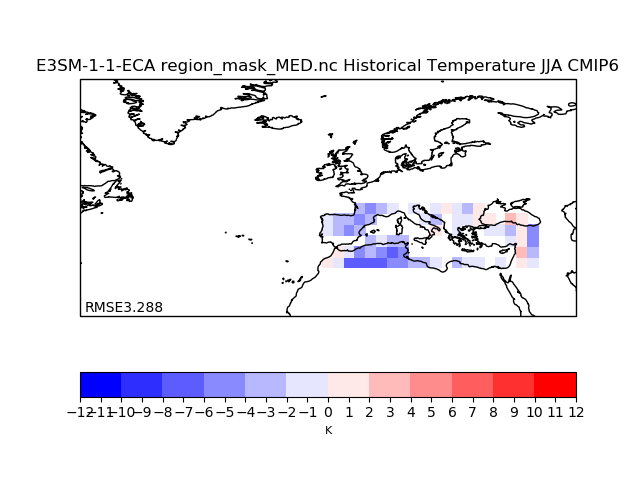 E3SM-1-1-ECA region_mask_MED.nc Historical Temperature JJA CMIP6
RMSE3.288
−12 −11 −10 −9 −8 −7 −6 −5 −4 −3 −2 −1 0 1 2 3 4 5 6 7 8 9 10 11 12
K